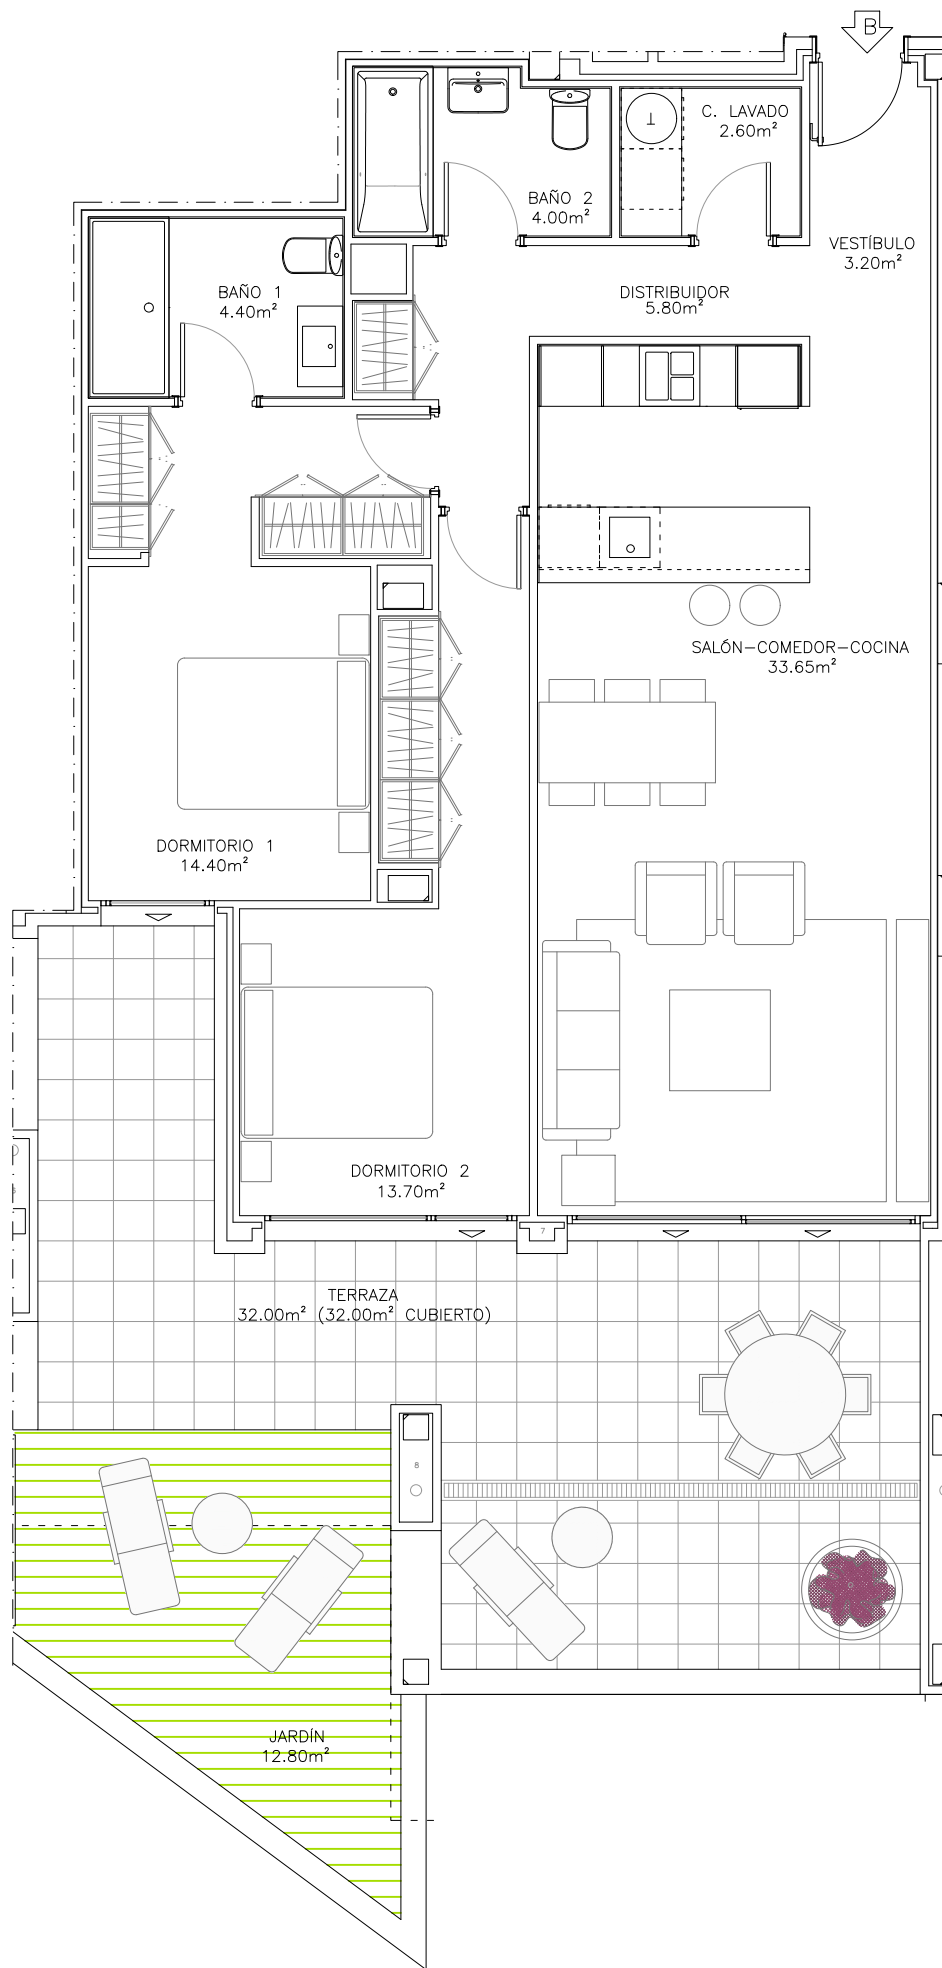 B
C. LAVADO
2.60m²
BAÑO 2
4.00m²
VESTÍBULO
3.20m²
BAÑO 1
4.40m²
DISTRIBUIDOR
5.80m²
SALÓN-COMEDOR-COCINA
33.65m²
DORMITORIO 1
14.40m²
DORMITORIO 2
13.70m²
7
TERRAZA
32.00m² (32.00m² CUBIERTO)
8
JARDÍN
12.80m²